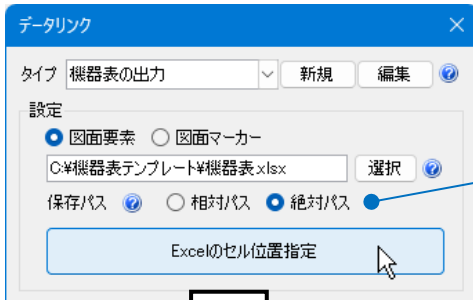 データリンク
タイプ 機器表の出力 新規 編集
設定
図面要素 図面マーカー
C:¥機器表テンプレート¥機器表.xlsx 選択
保存パス 相対パス 絶対パス
Excelのセル位置指定